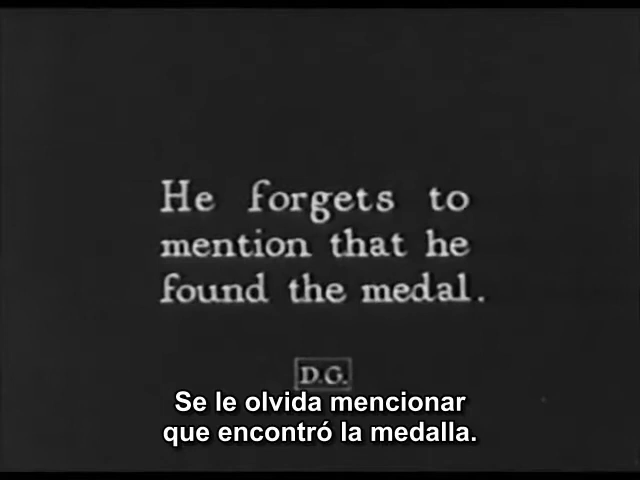 He forgets to
mention that he
found the medal.
D.G.
Se le olvida mencionar
que encontró la medalla.